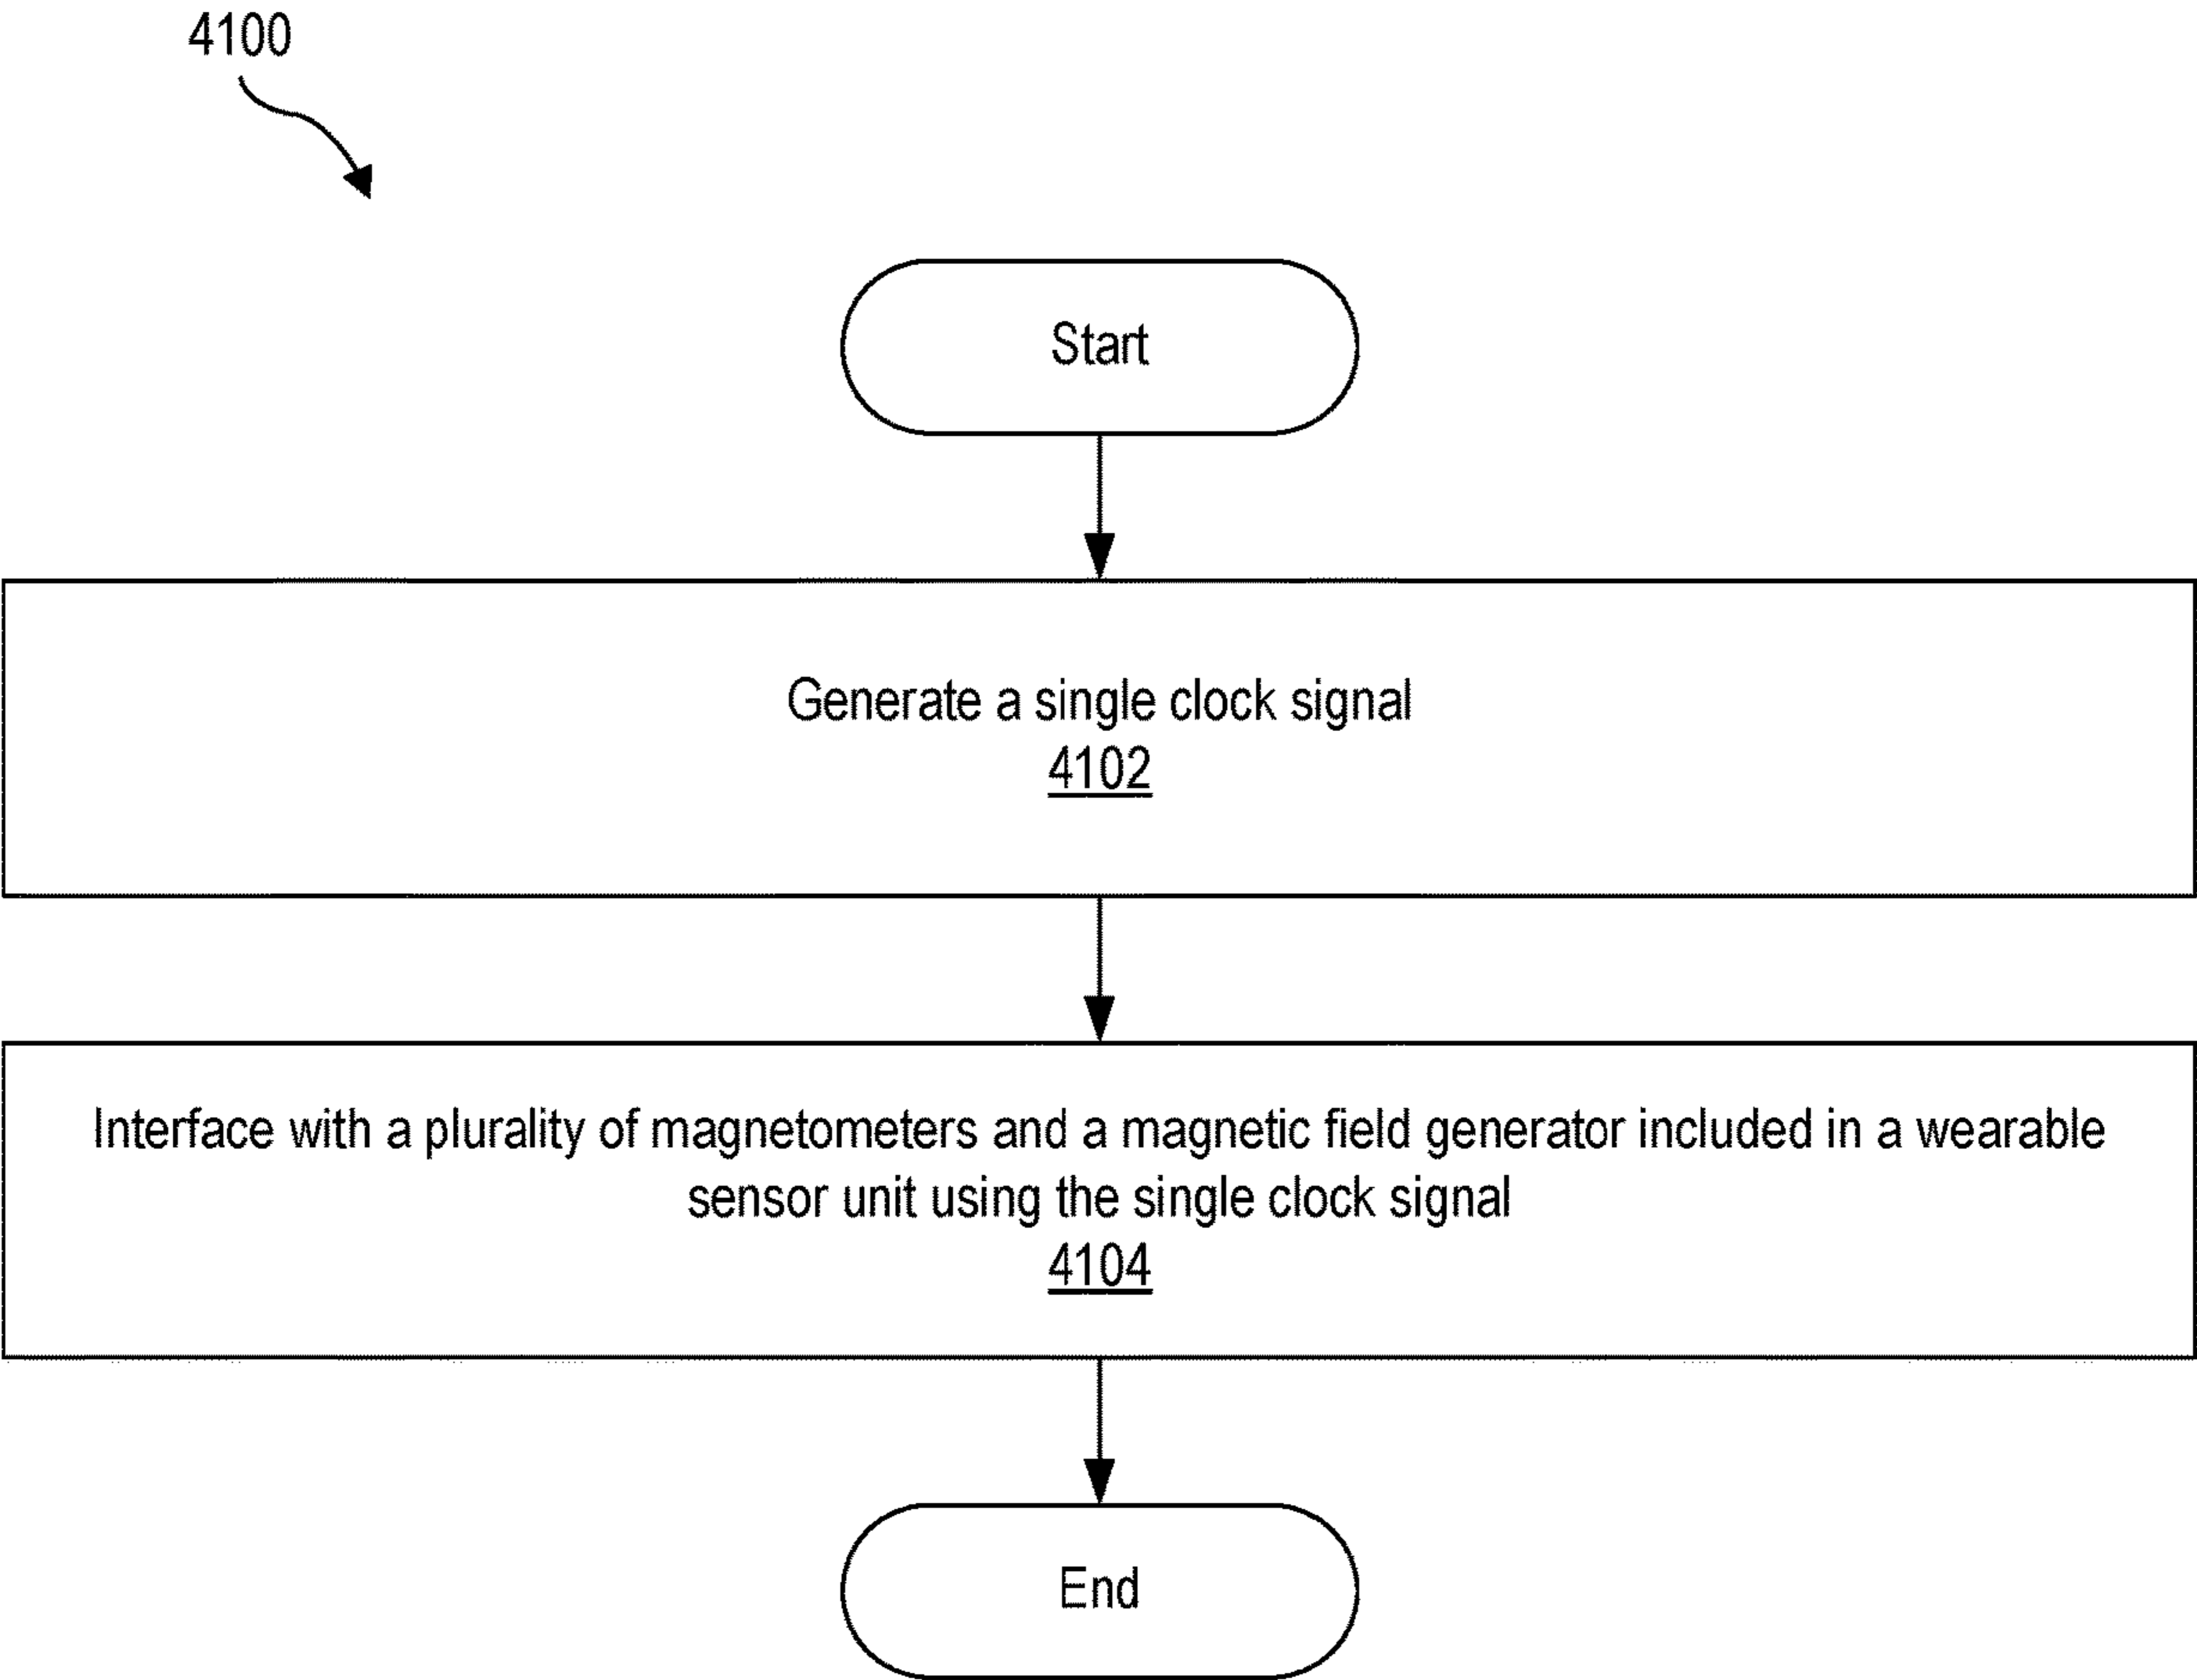 4100
Start
Generate a single clock signal
4102
Interface with a plurality of magnetometers and a magnetic field generator included in a wearable
sensor unit using the single clock signal
4104
End